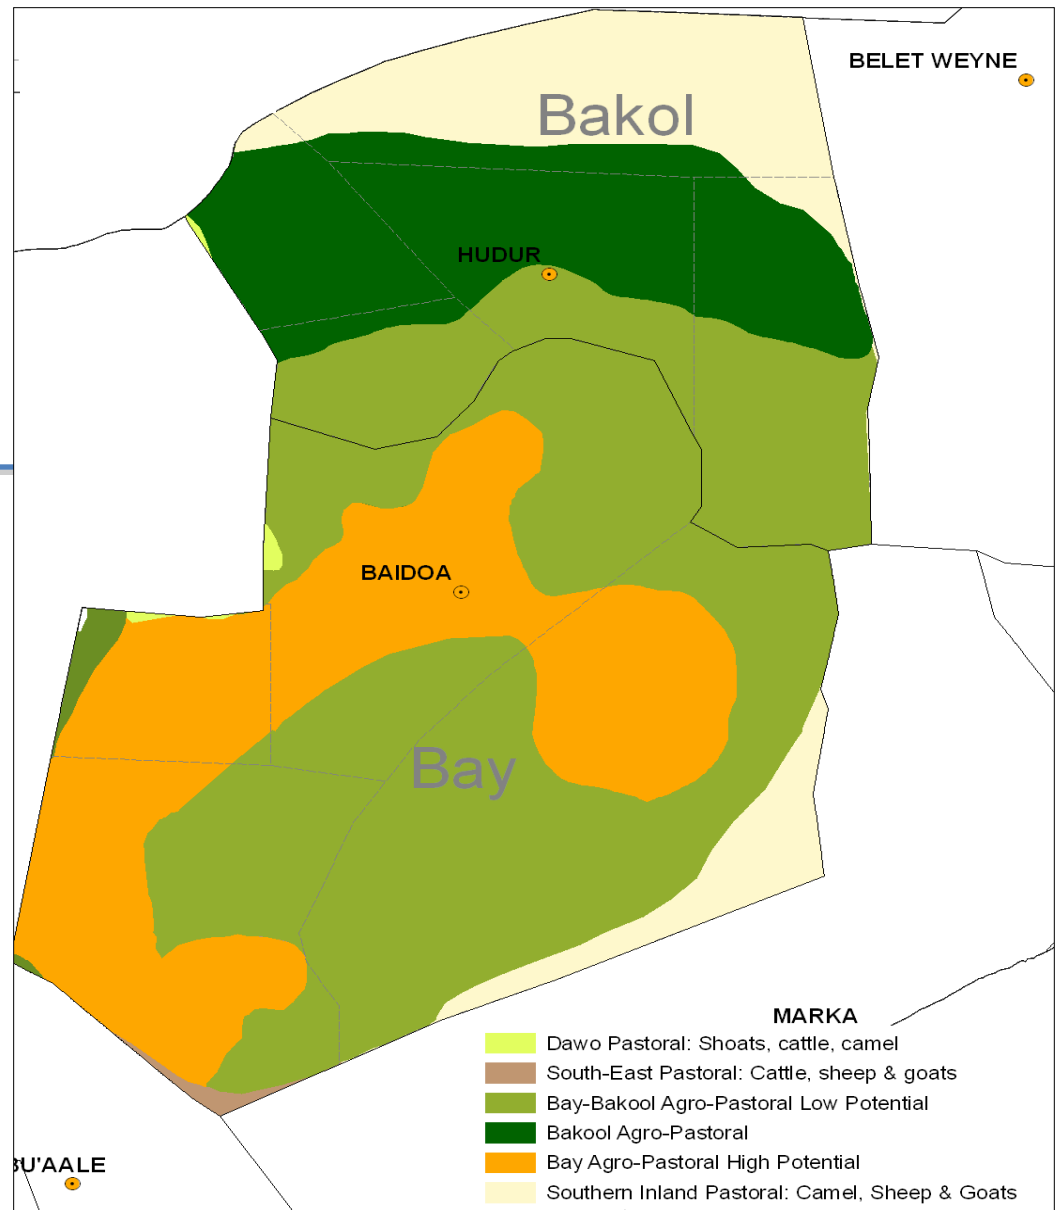 BELET WEYNE
Bakol
HUDUR
BAIDOA
Bay
MARKA
Dawo Pastoral: Shoats, cattle, camel
South-East Pastoral: Cattle, sheep & goats
Bay-Bakool Agro-Pastoral Low Potential
Bakool Agro-Pastoral
BU'AALE
Bay Agro-Pastoral High Potential
Southern Inland Pastoral: Camel, Sheep & Goats